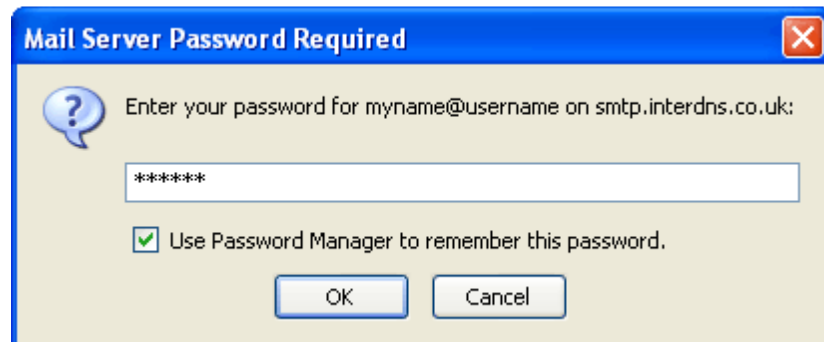 Mail Server Password Required
Enter your password for myname@username on smtp.interdns.co.uk:
******
Use Password Manager to remember this password.
OK Cancel